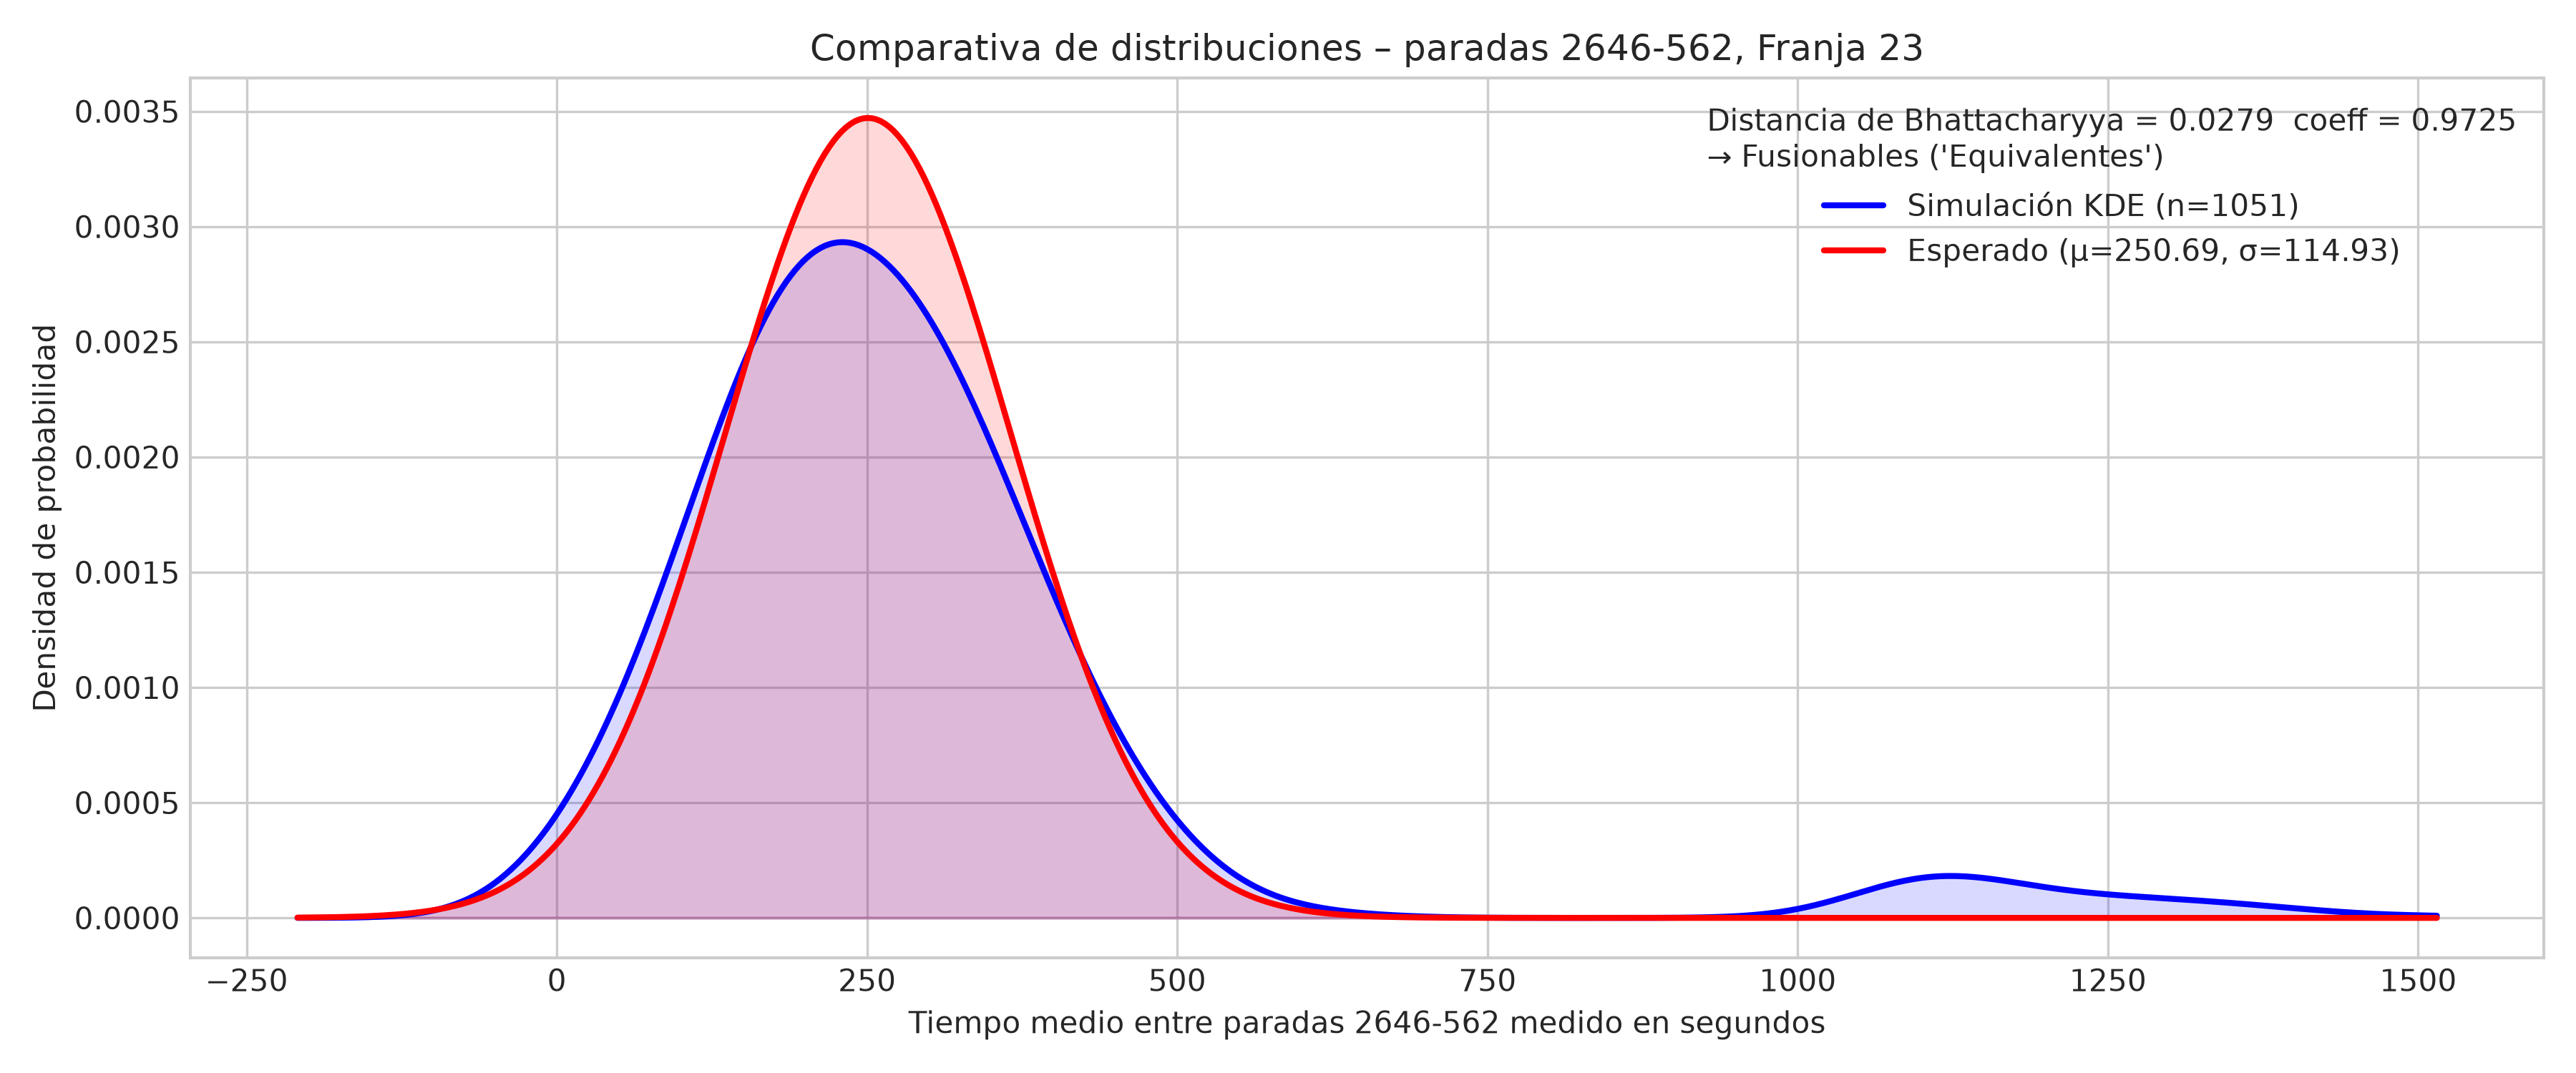 Comparativa de distribuciones – paradas 2646-562, Franja 23
Distancia de Bhattacharyya = 0.0279  coeff = 0.9725
→ Fusionables ('Equivalentes')
Simulación KDE (n=1051)
Esperado (μ=250.69, σ=114.93)
Densidad de probabilidad
0.0035
0.0030
0.0025
0.0020
0.0015
0.0010
0.0005
0.0000
−250 0 250 500 750 1000 1250 1500
Tiempo medio entre paradas 2646-562 medido en segundos